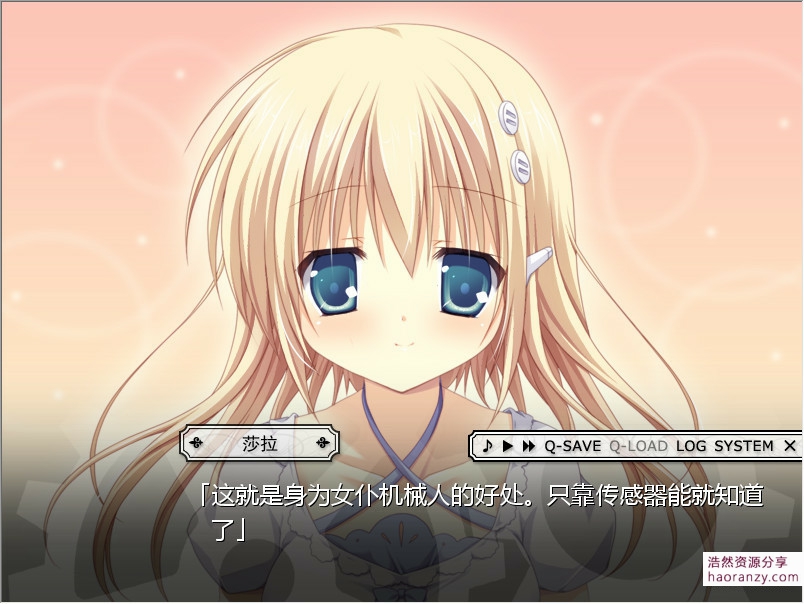 莎拉
Q-SAVE Q-LOAD LOG SYSTEM
「这就是身为女仆机械人的好处。只靠传感器能就知道
了」
浩然资源分享
haoranzy.com